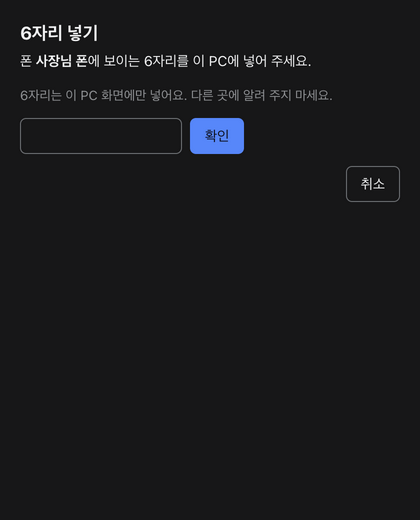 6자리 넣기
폰 사장님 폰에 보이는 6자리를 이 PC에 넣어 주세요.
6자리는 이 PC 화면에만 넣어요. 다른 곳에 알려 주지 마세요.
확인
취소